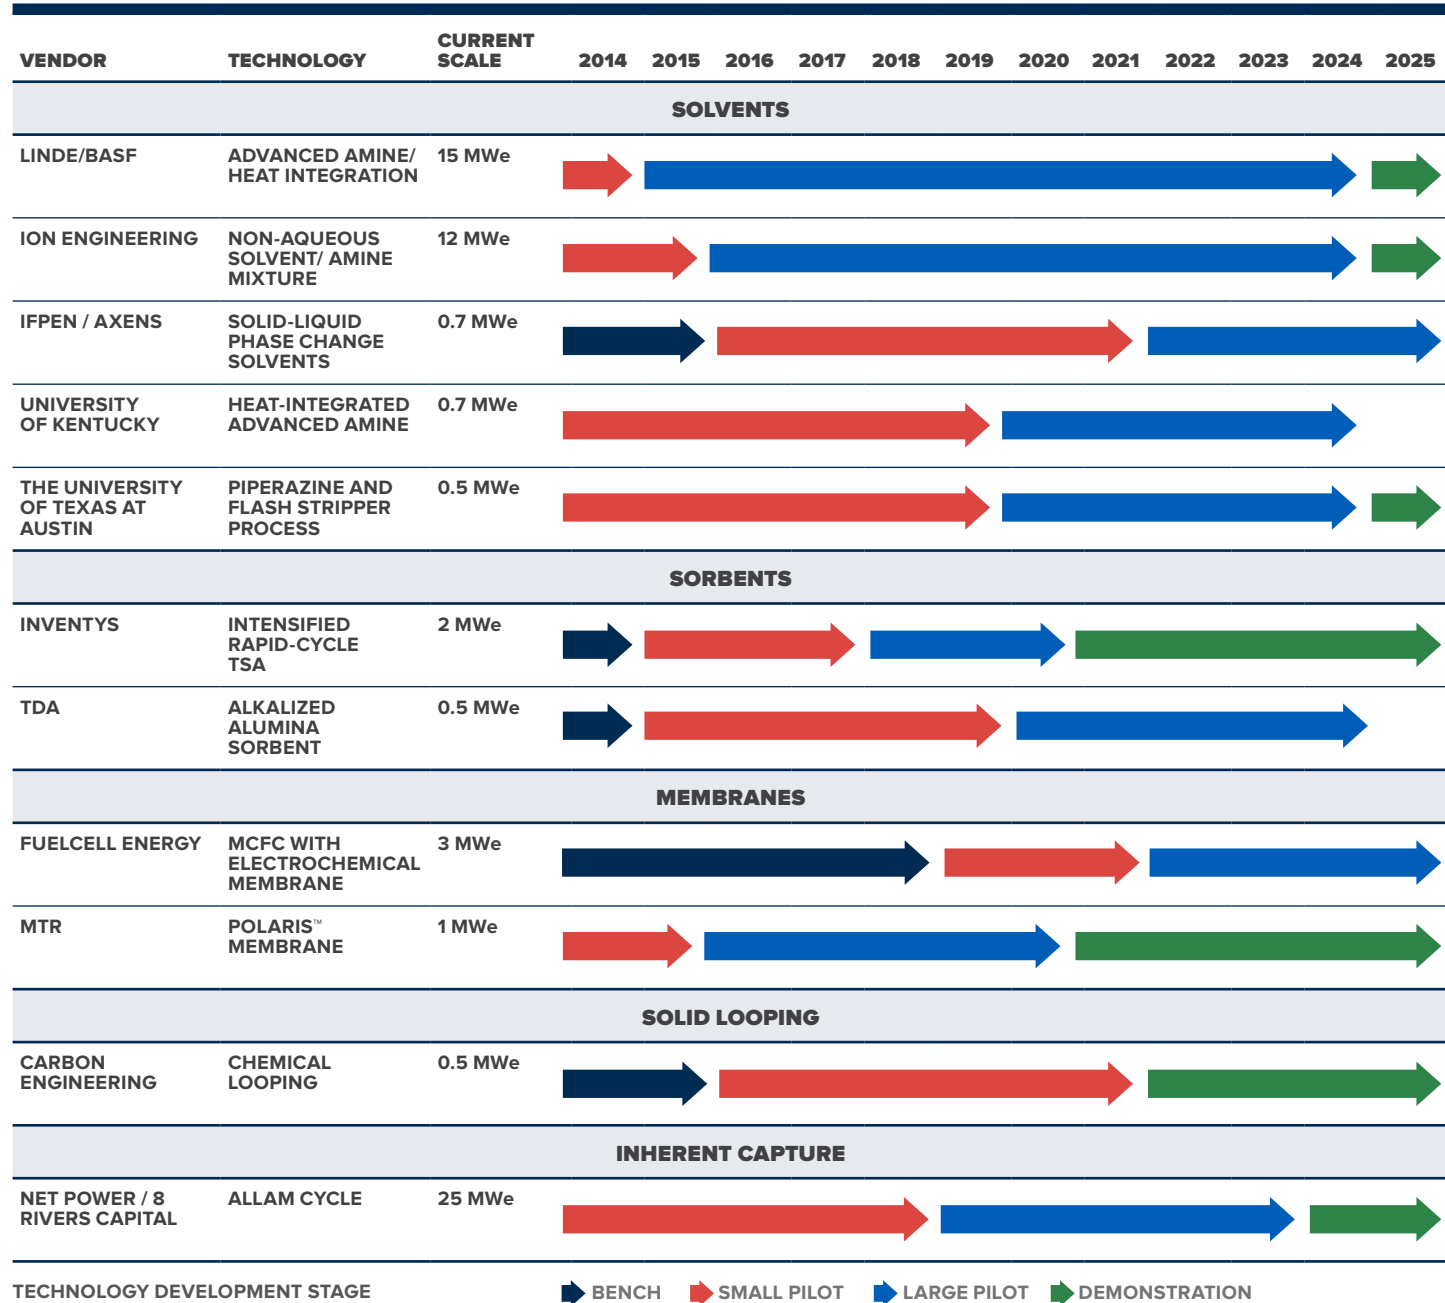 VENDOR TECHNOLOGY CURRENT SCALE 2014 2015 2016 2017 2018 2019 2020 2021 2022 2023 2024 2025
SOLVENTS
LINDE/BASF ADVANCED AMINE/ 15 MWe
HEAT INTEGRATION
ION ENGINEERING NON-AQUEOUS 12 MWe
SOLVENT/ AMINE
MIXTURE
IFPEN / AXENS SOLID-LIQUID 0.7 MWe
PHASE CHANGE
SOLVENTS
UNIVERSITY HEAT-INTEGRATED 0.7 MWe
OF KENTUCKY ADVANCED AMINE
THE UNIVERSITY PIPERAZINE AND 0.5 MWe
OF TEXAS AT FLASH STRIPPER
AUSTIN PROCESS
SORBENTS
INVENTYS INTENSIFIED 2 MWe
RAPID-CYCLE
TSA
TDA ALKALIZED 0.5 MWe
ALUMINA
SORBENT
MEMBRANES
FUELCELL ENERGY MCFC WITH 3 MWe
ELECTROCHEMICAL
MEMBRANE
MTR POLARIS™ 1 MWe
MEMBRANE
SOLID LOOPING
CARBON CHEMICAL 0.5 MWe
ENGINEERING LOOPING
INHERENT CAPTURE
NET POWER / 8 ALLAM CYCLE 25 MWe
RIVERS CAPITAL
TECHNOLOGY DEVELOPMENT STAGE BENCH SMALL PILOT LARGE PILOT DEMONSTRATION